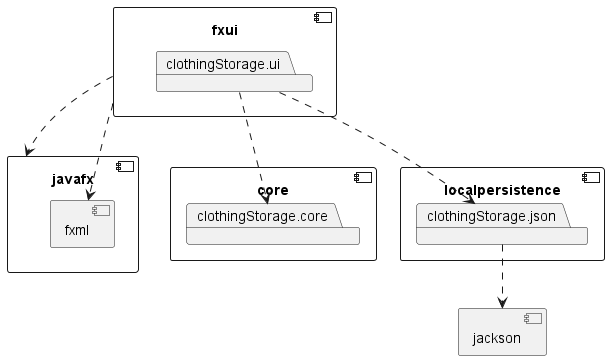 fxui
clothingStorage.ui
javafx
fxml
core
clothingStorage.core
localpersistence
clothingStorage.json
jackson